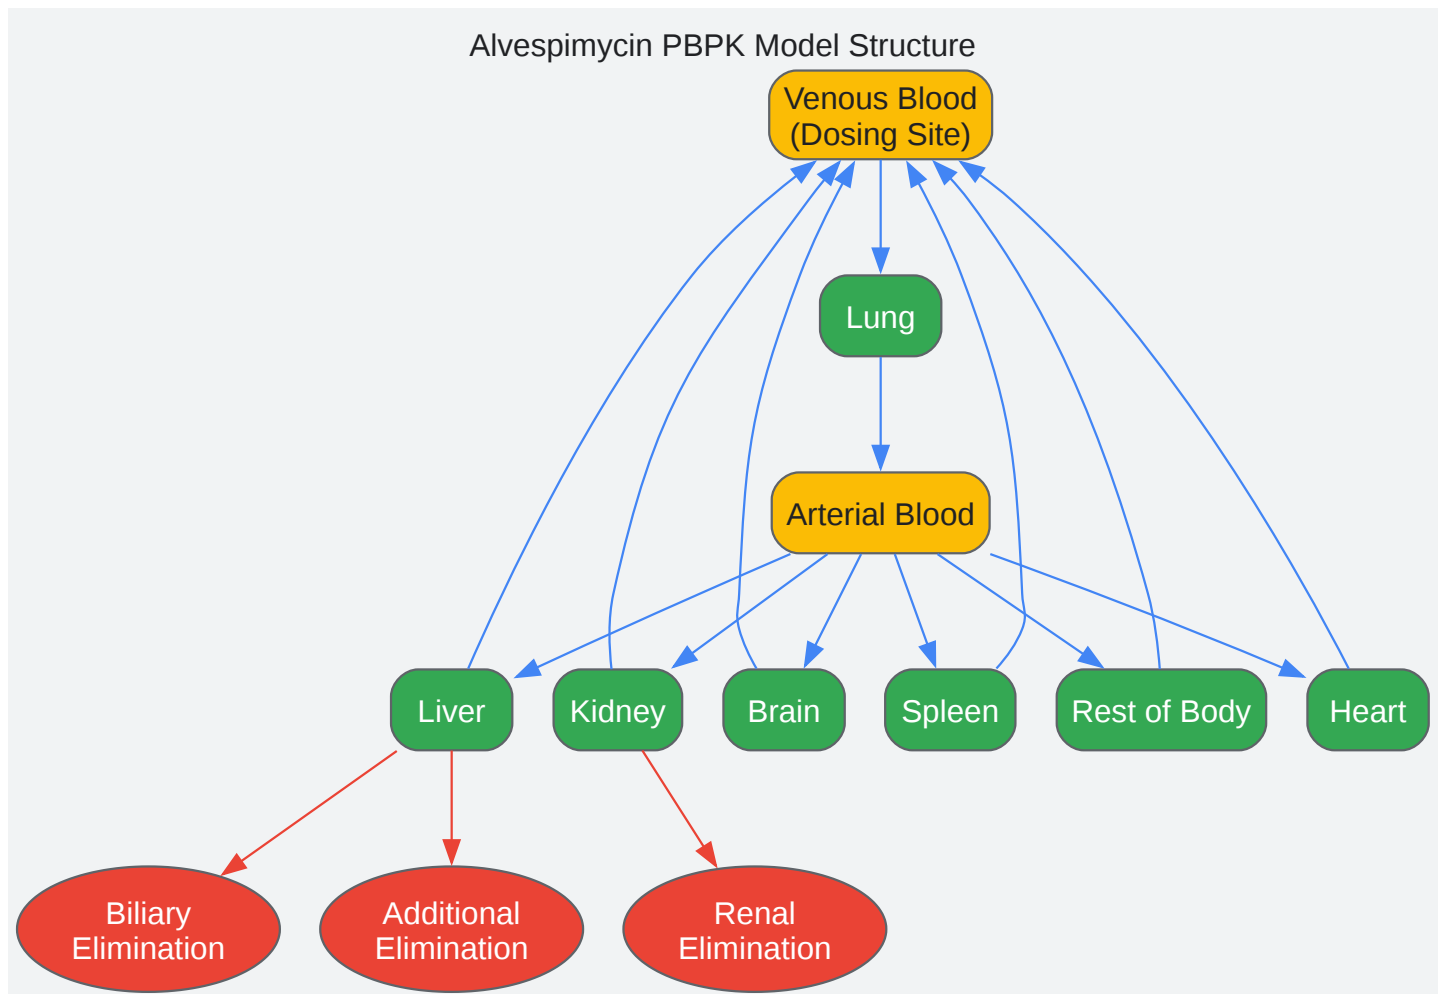 Alvespimycin PBPK Model Structure
Venous Blood
(Dosing Site)
Lung
Arterial Blood
Liver
Kidney
Brain
Spleen
Rest of Body
Heart
Biliary
Elimination
Additional
Elimination
Renal
Elimination